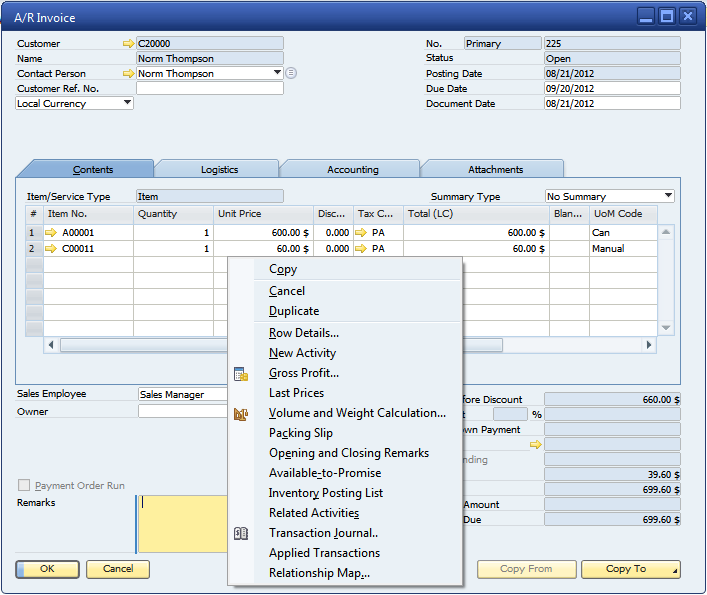 A/R Invoice
Customer C20000 No. Primary 225
Name Norm Thompson Status Open
Contact Person Norm Thompson Posting Date 08/21/2012
Customer Ref. No. Due Date 09/20/2012
Local Currency Document Date 08/21/2012
Contents Logistics Accounting Attachments
Item/Service Type Item Summary Type No Summary
# Item No. Quantity Unit Price Disc... Tax C... Total (LC) Blan... UoM Code
1 A00001 1 600.00 $ 0.000 PA 600.00 $ Can
2 C00011 1 60.00 $ 0.000 PA 60.00 $ Manual
Copy
Cancel
Duplicate
Row Details...
New Activity
Gross Profit...
Last Prices
Volume and Weight Calculation...
Packing Slip
Opening and Closing Remarks
Available-to-Promise
Inventory Posting List
Related Activities
Transaction Journal..
Applied Transactions
Relationship Map...
Sales Employee Sales Manager
Owner
fore Discount 660.00 $
t %
own Payment
nding
39.60 $
699.60 $
Amount
Due 699.60 $
Payment Order Run
Remarks
OK Cancel Copy From Copy To